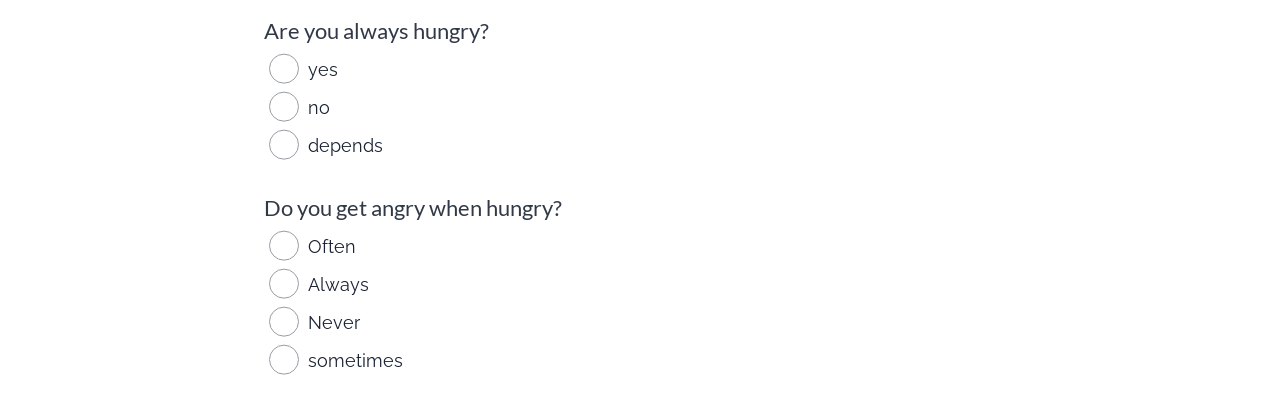 Are you always hungry?
yes
no
depends
Do you get angry when hungry?
Often
Always
Never
sometimes